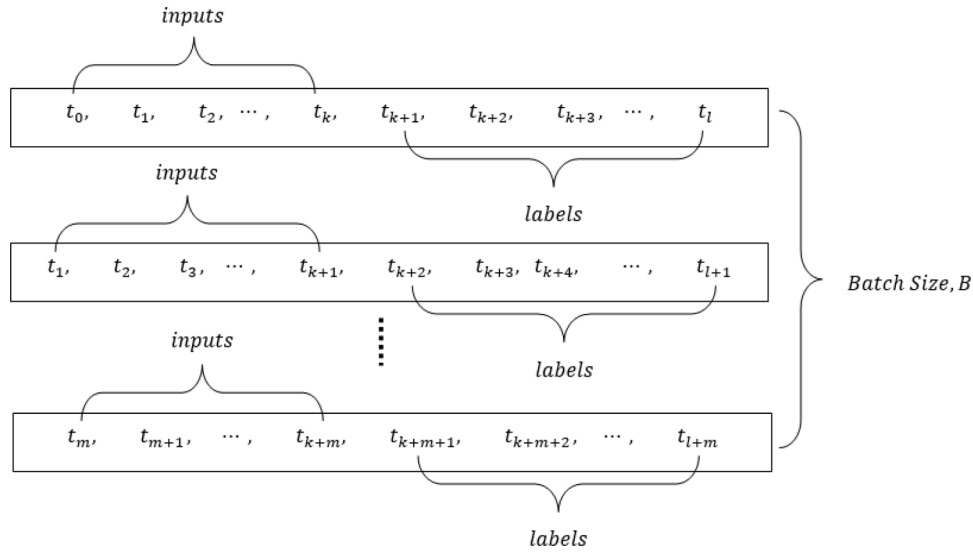 inputs
t₀, t₁, t₂, ⋯ , tₖ, tₖ₊₁, tₖ₊₂, tₖ₊₃, ⋯ , tₗ
labels
inputs
t₁, t₂, t₃, ⋯ , tₖ₊₁, tₖ₊₂, tₖ₊₃, tₖ₊₄, ⋯ , tₗ₊₁
Batch Size, B
labels
inputs
tₘ, tₘ₊₁, ⋯ , tₖ₊ₘ, tₖ₊ₘ₊₁, tₖ₊ₘ₊₂, ⋯ , tₗ₊ₘ
labels